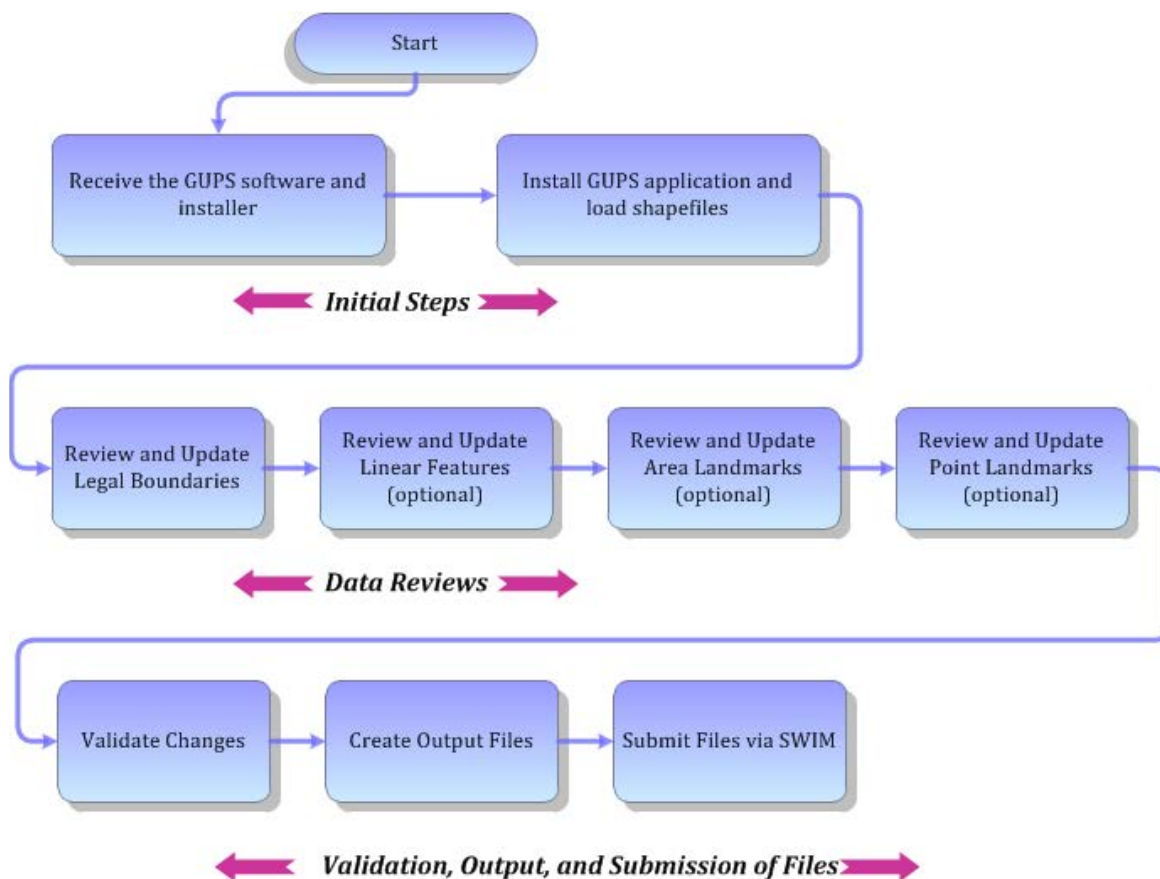 Start
Receive the GUPS software and
installer
Install GUPS application and
load shapefiles
Initial Steps
Review and Update
Legal Boundaries
Review and Update
Linear Features
(optional)
Review and Update
Area Landmarks
(optional)
Review and Update
Point Landmarks
(optional)
Data Reviews
Validate Changes
Create Output Files
Submit Files via SWIM
Validation, Output, and Submission of Files